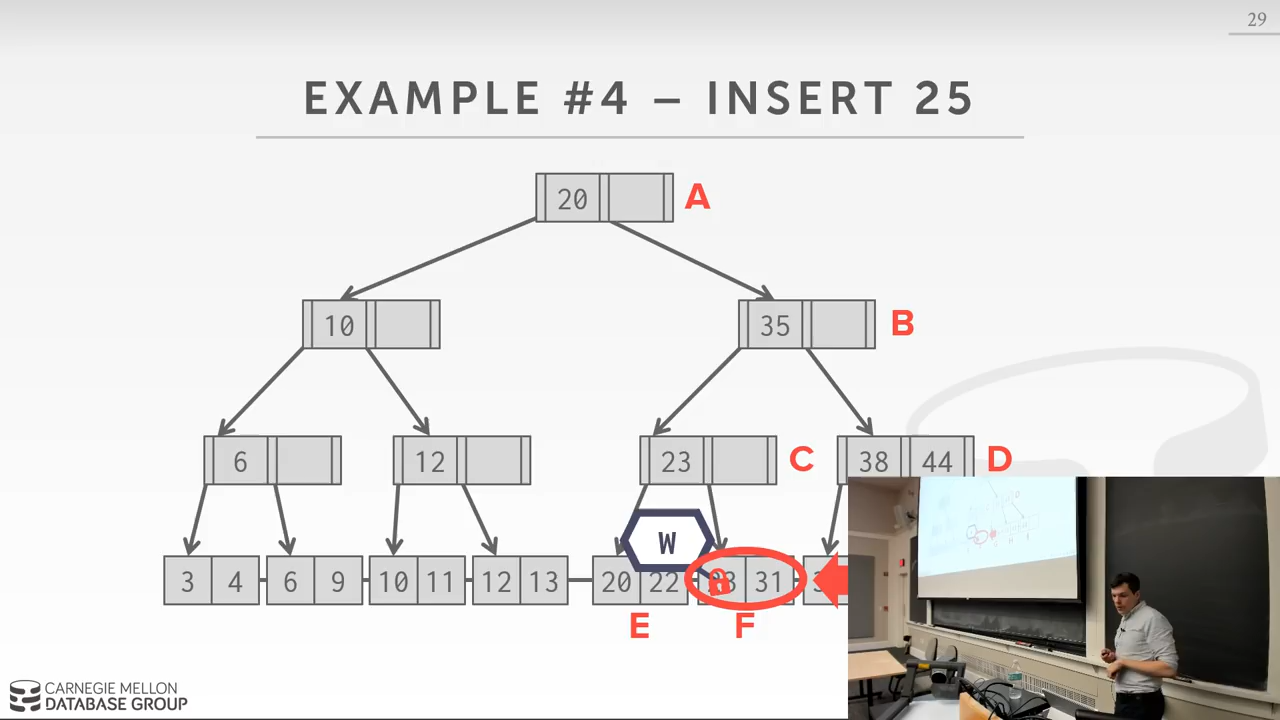 29
EXAMPLE #4 – INSERT 25
20 A
10 35 B
6 12 23 C 38 44 D
W
3 4 6 9 10 11 12 13 20 22 31
E F
CARNEGIE MELLON
DATABASE GROUP